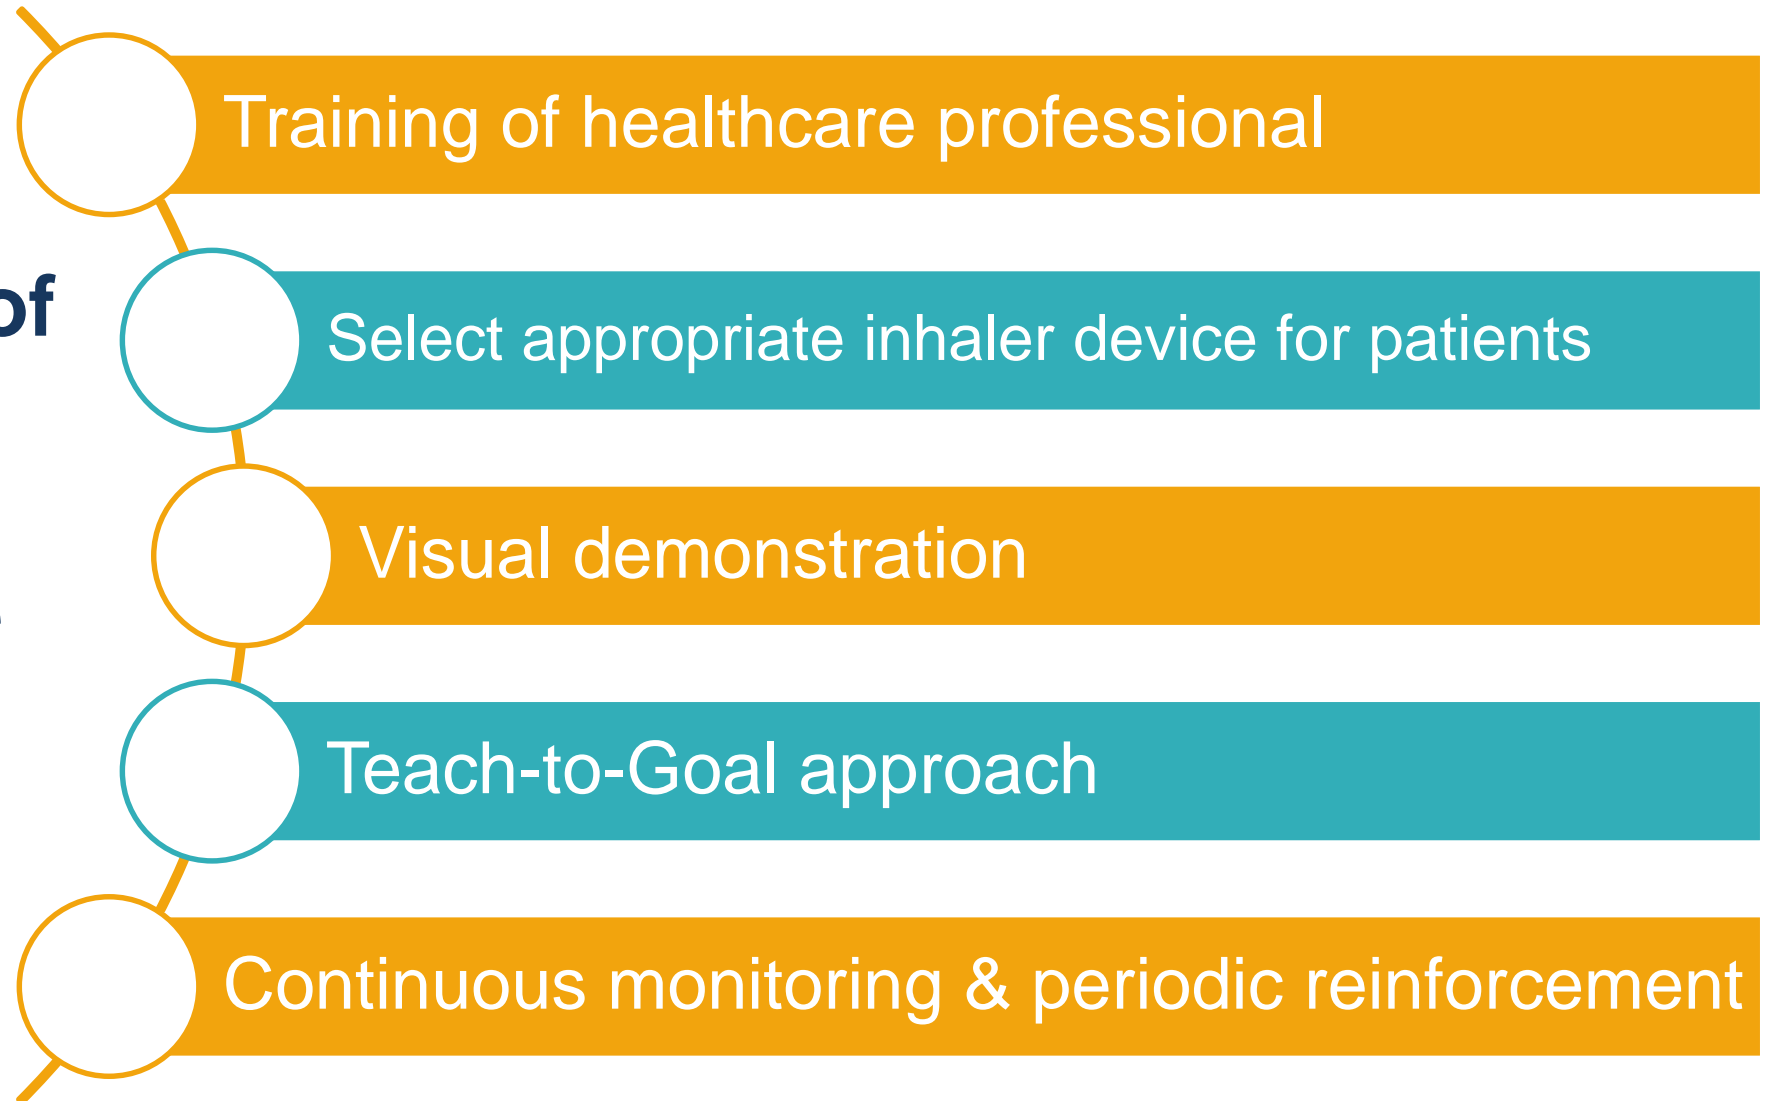 Training of healthcare professional
of
Select appropriate inhaler device for patients
Visual demonstration
Teach-to-Goal approach
Continuous monitoring & periodic reinforcement